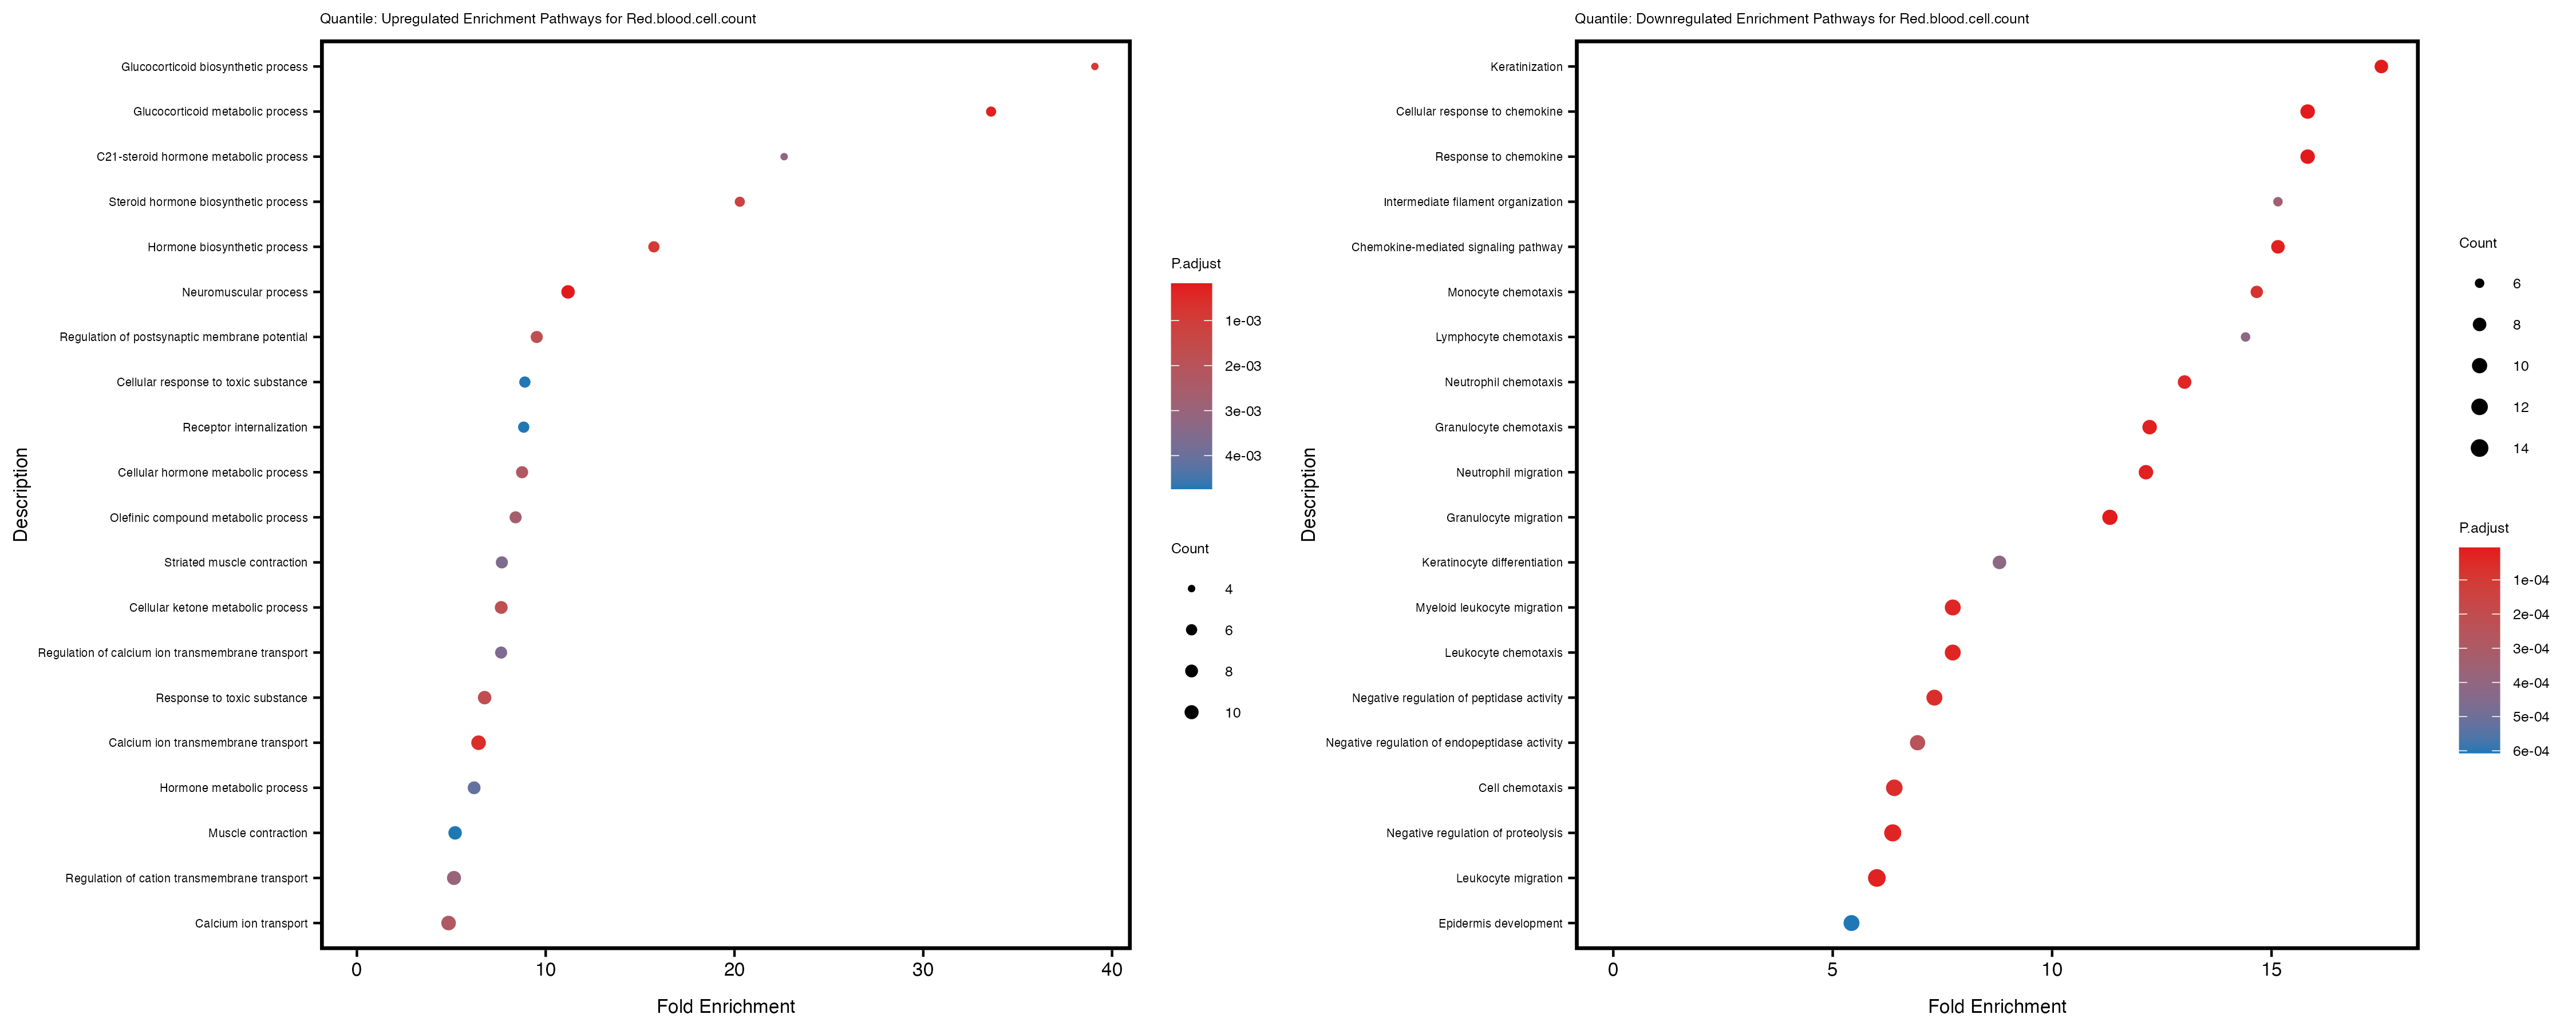 Quantile: Upregulated Enrichment Pathways for Red.blood.cell.count
Description
Glucocorticoid biosynthetic process
Glucocorticoid metabolic process
C21-steroid hormone metabolic process
Steroid hormone biosynthetic process
Hormone biosynthetic process
Neuromuscular process
Regulation of postsynaptic membrane potential
Cellular response to toxic substance
Receptor internalization
Cellular hormone metabolic process
Olefinic compound metabolic process
Striated muscle contraction
Cellular ketone metabolic process
Regulation of calcium ion transmembrane transport
Response to toxic substance
Calcium ion transmembrane transport
Hormone metabolic process
Muscle contraction
Regulation of cation transmembrane transport
Calcium ion transport
0 10 20 30 40
Fold Enrichment
P.adjust
1e-03
2e-03
3e-03
4e-03
Count
4
6
8
10
Quantile: Downregulated Enrichment Pathways for Red.blood.cell.count
Description
Keratinization
Cellular response to chemokine
Response to chemokine
Intermediate filament organization
Chemokine-mediated signaling pathway
Monocyte chemotaxis
Lymphocyte chemotaxis
Neutrophil chemotaxis
Granulocyte chemotaxis
Neutrophil migration
Granulocyte migration
Keratinocyte differentiation
Myeloid leukocyte migration
Leukocyte chemotaxis
Negative regulation of peptidase activity
Negative regulation of endopeptidase activity
Cell chemotaxis
Negative regulation of proteolysis
Leukocyte migration
Epidermis development
0 5 10 15
Fold Enrichment
Count
6
8
10
12
14
P.adjust
1e-04
2e-04
3e-04
4e-04
5e-04
6e-04